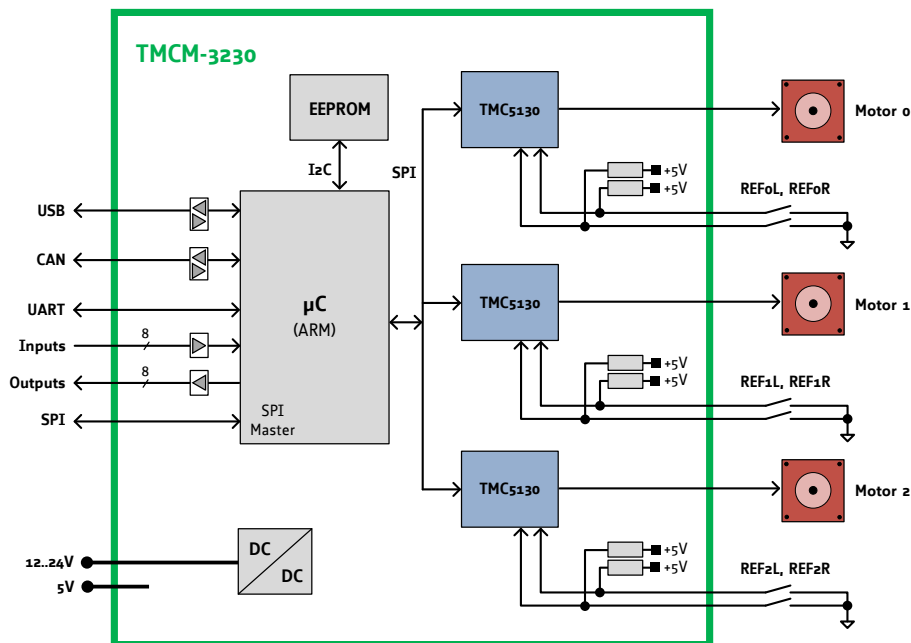 TMCM-3230
EEPROM
I2C
SPI
TMC5130
Motor 0
+5V
+5V
REF0L, REF0R
USB
CAN
UART
Inputs
8
Outputs
8
SPI
µC
(ARM)
SPI
Master
TMC5130
Motor 1
+5V
+5V
REF1L, REF1R
TMC5130
Motor 2
+5V
+5V
REF2L, REF2R
12..24V
5V
DC
DC